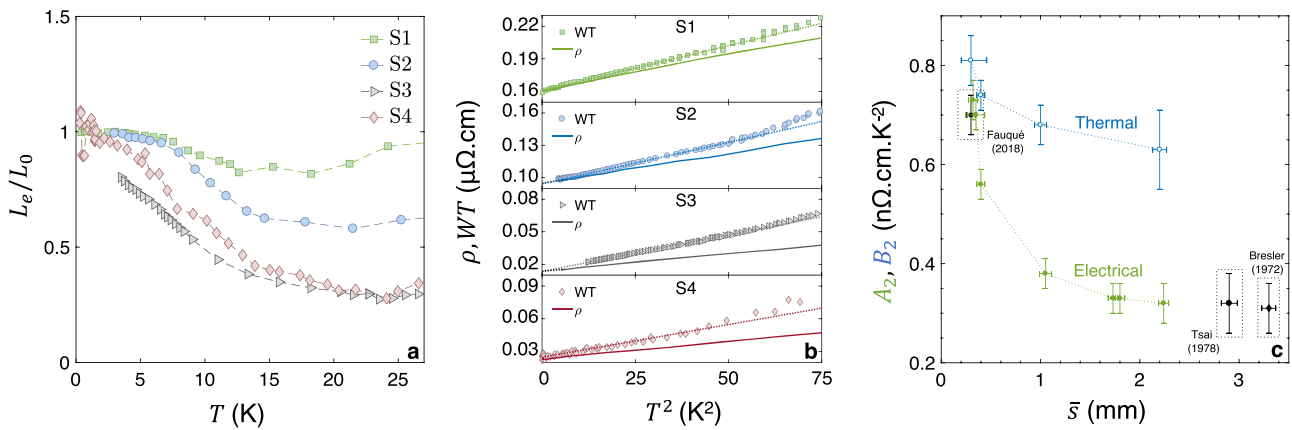 1.5
1
0.5
0
L_e/L_0
S1
S2
S3
S4
0
5
10
15
20
25
T (K)
a
ρ, WT (μΩ.cm)
0.22
0.19
0.16
WT
ρ
S1
0.16
0.13
0.10
WT
ρ
S2
0.08
0.05
0.02
WT
ρ
S3
0.09
0.06
0.03
WT
ρ
S4
b
0
25
50
75
T² (K²)
A₂, B₂ (nΩ.cm.K⁻²)
0.8
0.6
0.4
0.2
Thermal
Fauqué
(2018)
Electrical
Bresler
(1972)
Tsai
(1978)
c
0
1
2
3
s̄ (mm)